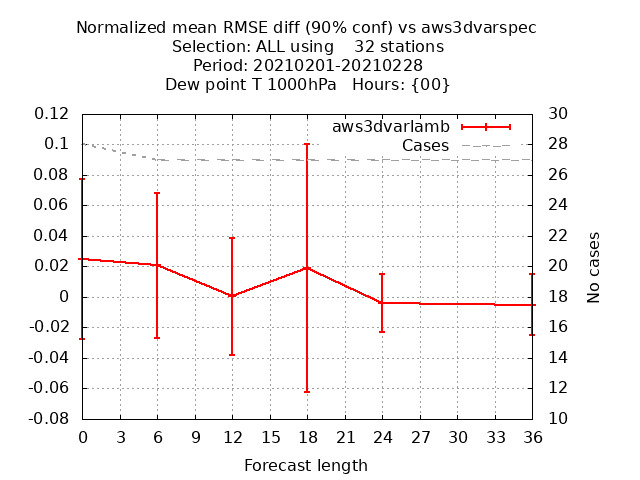 Normalized mean RMSE diff (90% conf) vs aws3dvarspec
Selection: ALL using    32 stations
Period: 20210201-20210228
Dew point T 1000hPa   Hours: {00}
aws3dvarlamb
Cases
0.12
0.1
0.08
0.06
0.04
0.02
0
-0.02
-0.04
-0.06
-0.08
30
28
26
24
22
20
18
16
14
12
10
No cases
0 3 6 9 12 15 18 21 24 27 30 33 36
Forecast length